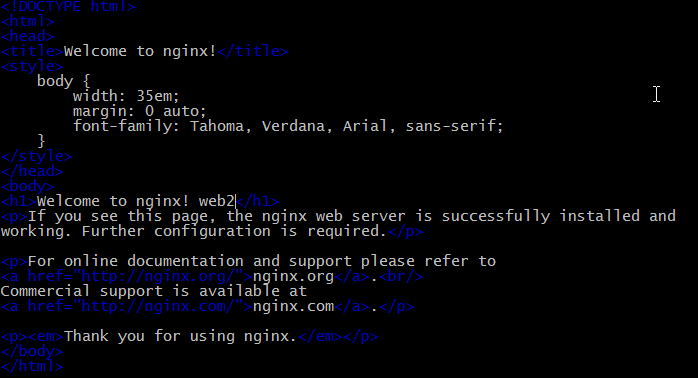 <!DOCTYPE html>
<html>
<head>
<title>Welcome to nginx!</title>
<style>
    body {
        width: 35em;
        margin: 0 auto;
        font-family: Tahoma, Verdana, Arial, sans-serif;
    }
</style>
</head>
<body>
<h1>Welcome to nginx! web2</h1>
<p>If you see this page, the nginx web server is successfully installed and
working. Further configuration is required.</p>

<p>For online documentation and support please refer to
<a href="http://nginx.org/">nginx.org</a>.<br/>
Commercial support is available at
<a href="http://nginx.com/">nginx.com</a>.</p>

<p><em>Thank you for using nginx.</em></p>
</body>
</html>